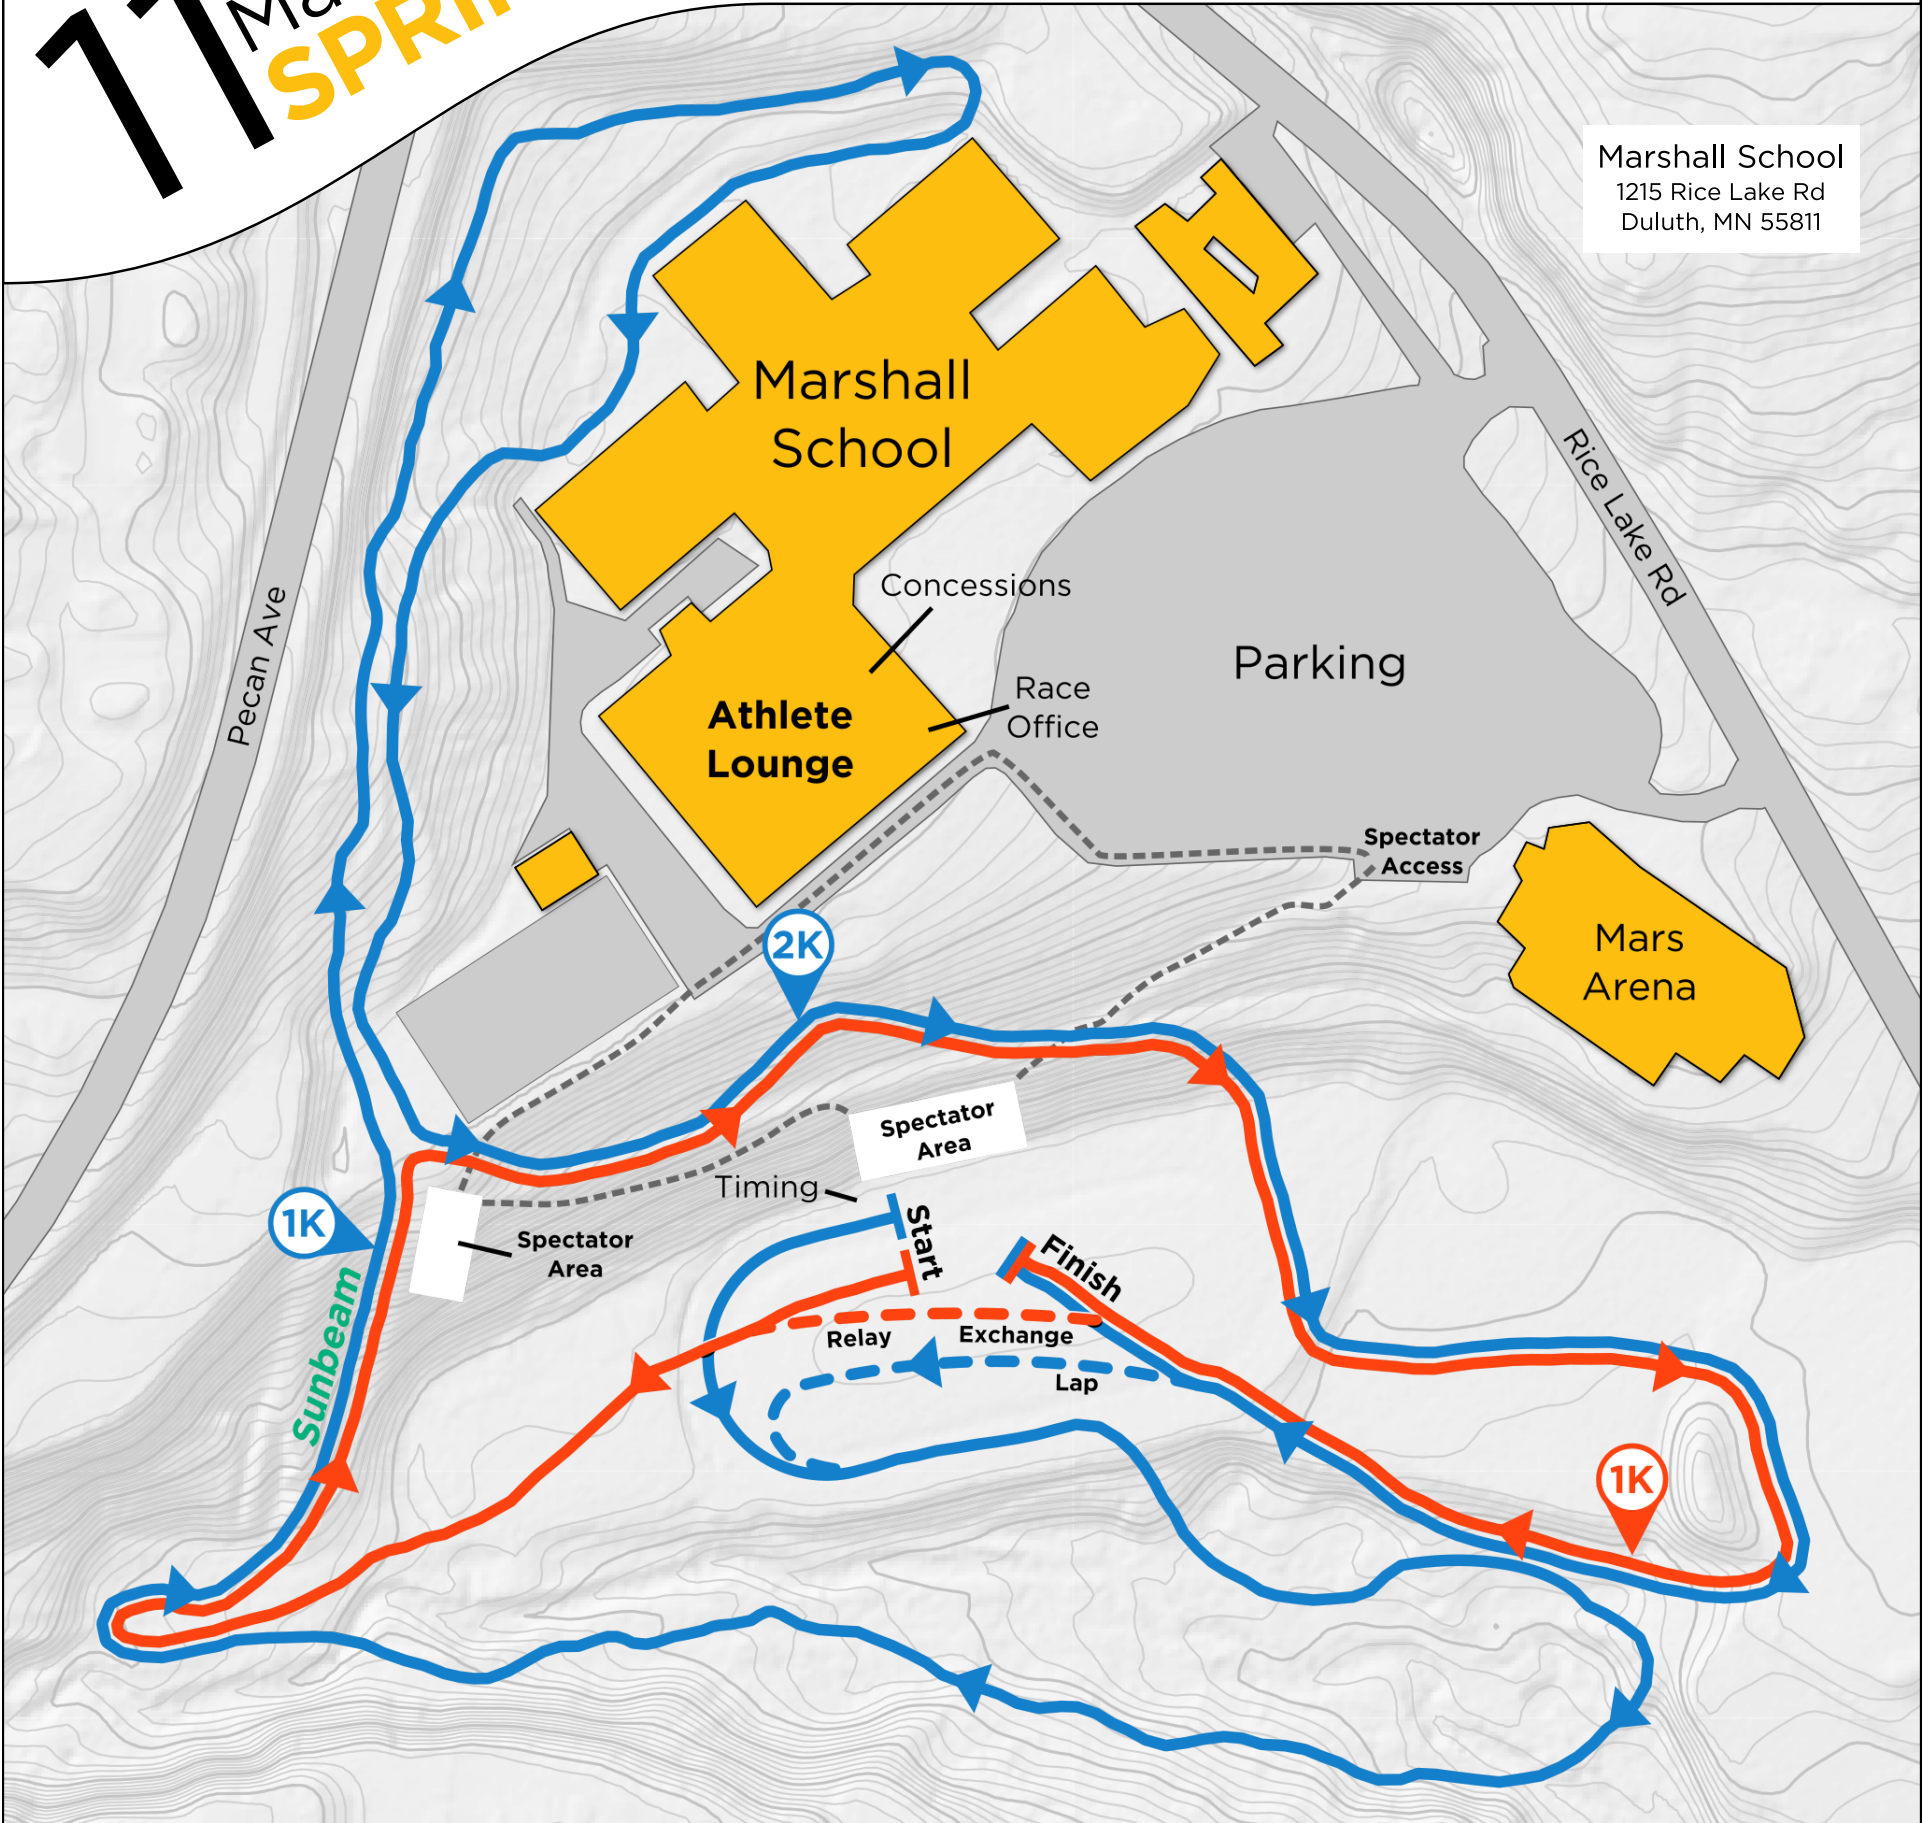 11
Marshall School
1215 Rice Lake Rd
Duluth, MN 55811
Marshall
School
Rice Lake Rd
Pecan Ave
Concessions
Parking
Race
Office
Athlete
Lounge
Spectator
Access
Mars
Arena
2K
Spectator
Area
Timing
Start
1K
Spectator
Area
Finish
Sunbeam
Relay Exchange
Lap
1K